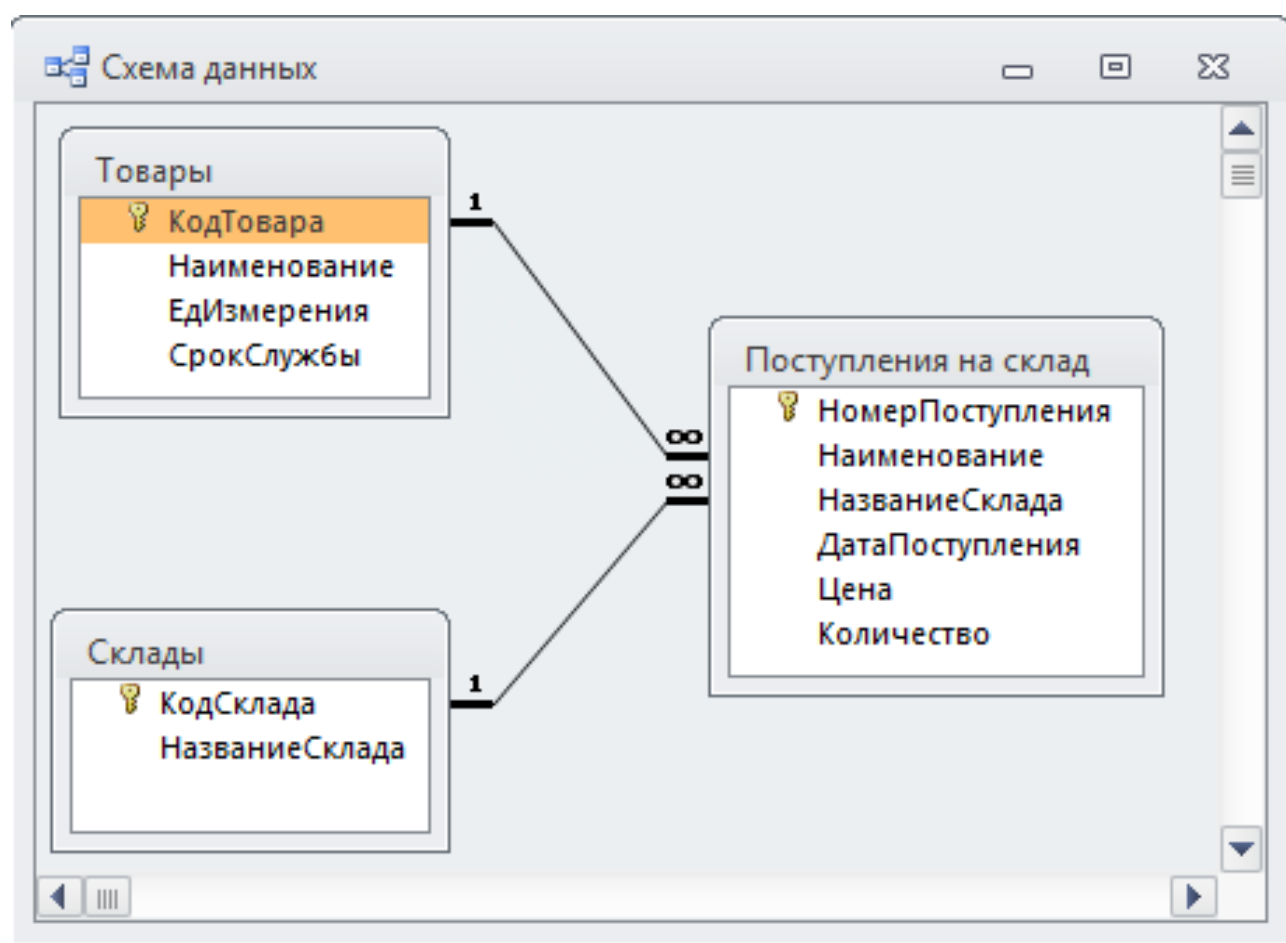 Схема данных
Товары
КодТовара
Наименование
ЕдИзмерения
СрокСлужбы
1
Поступления на склад
НомерПоступления
Наименование
НазваниеСклада
ДатаПоступления
Цена
Количество
∞
∞
Склады
КодСклада
НазваниеСклада
1